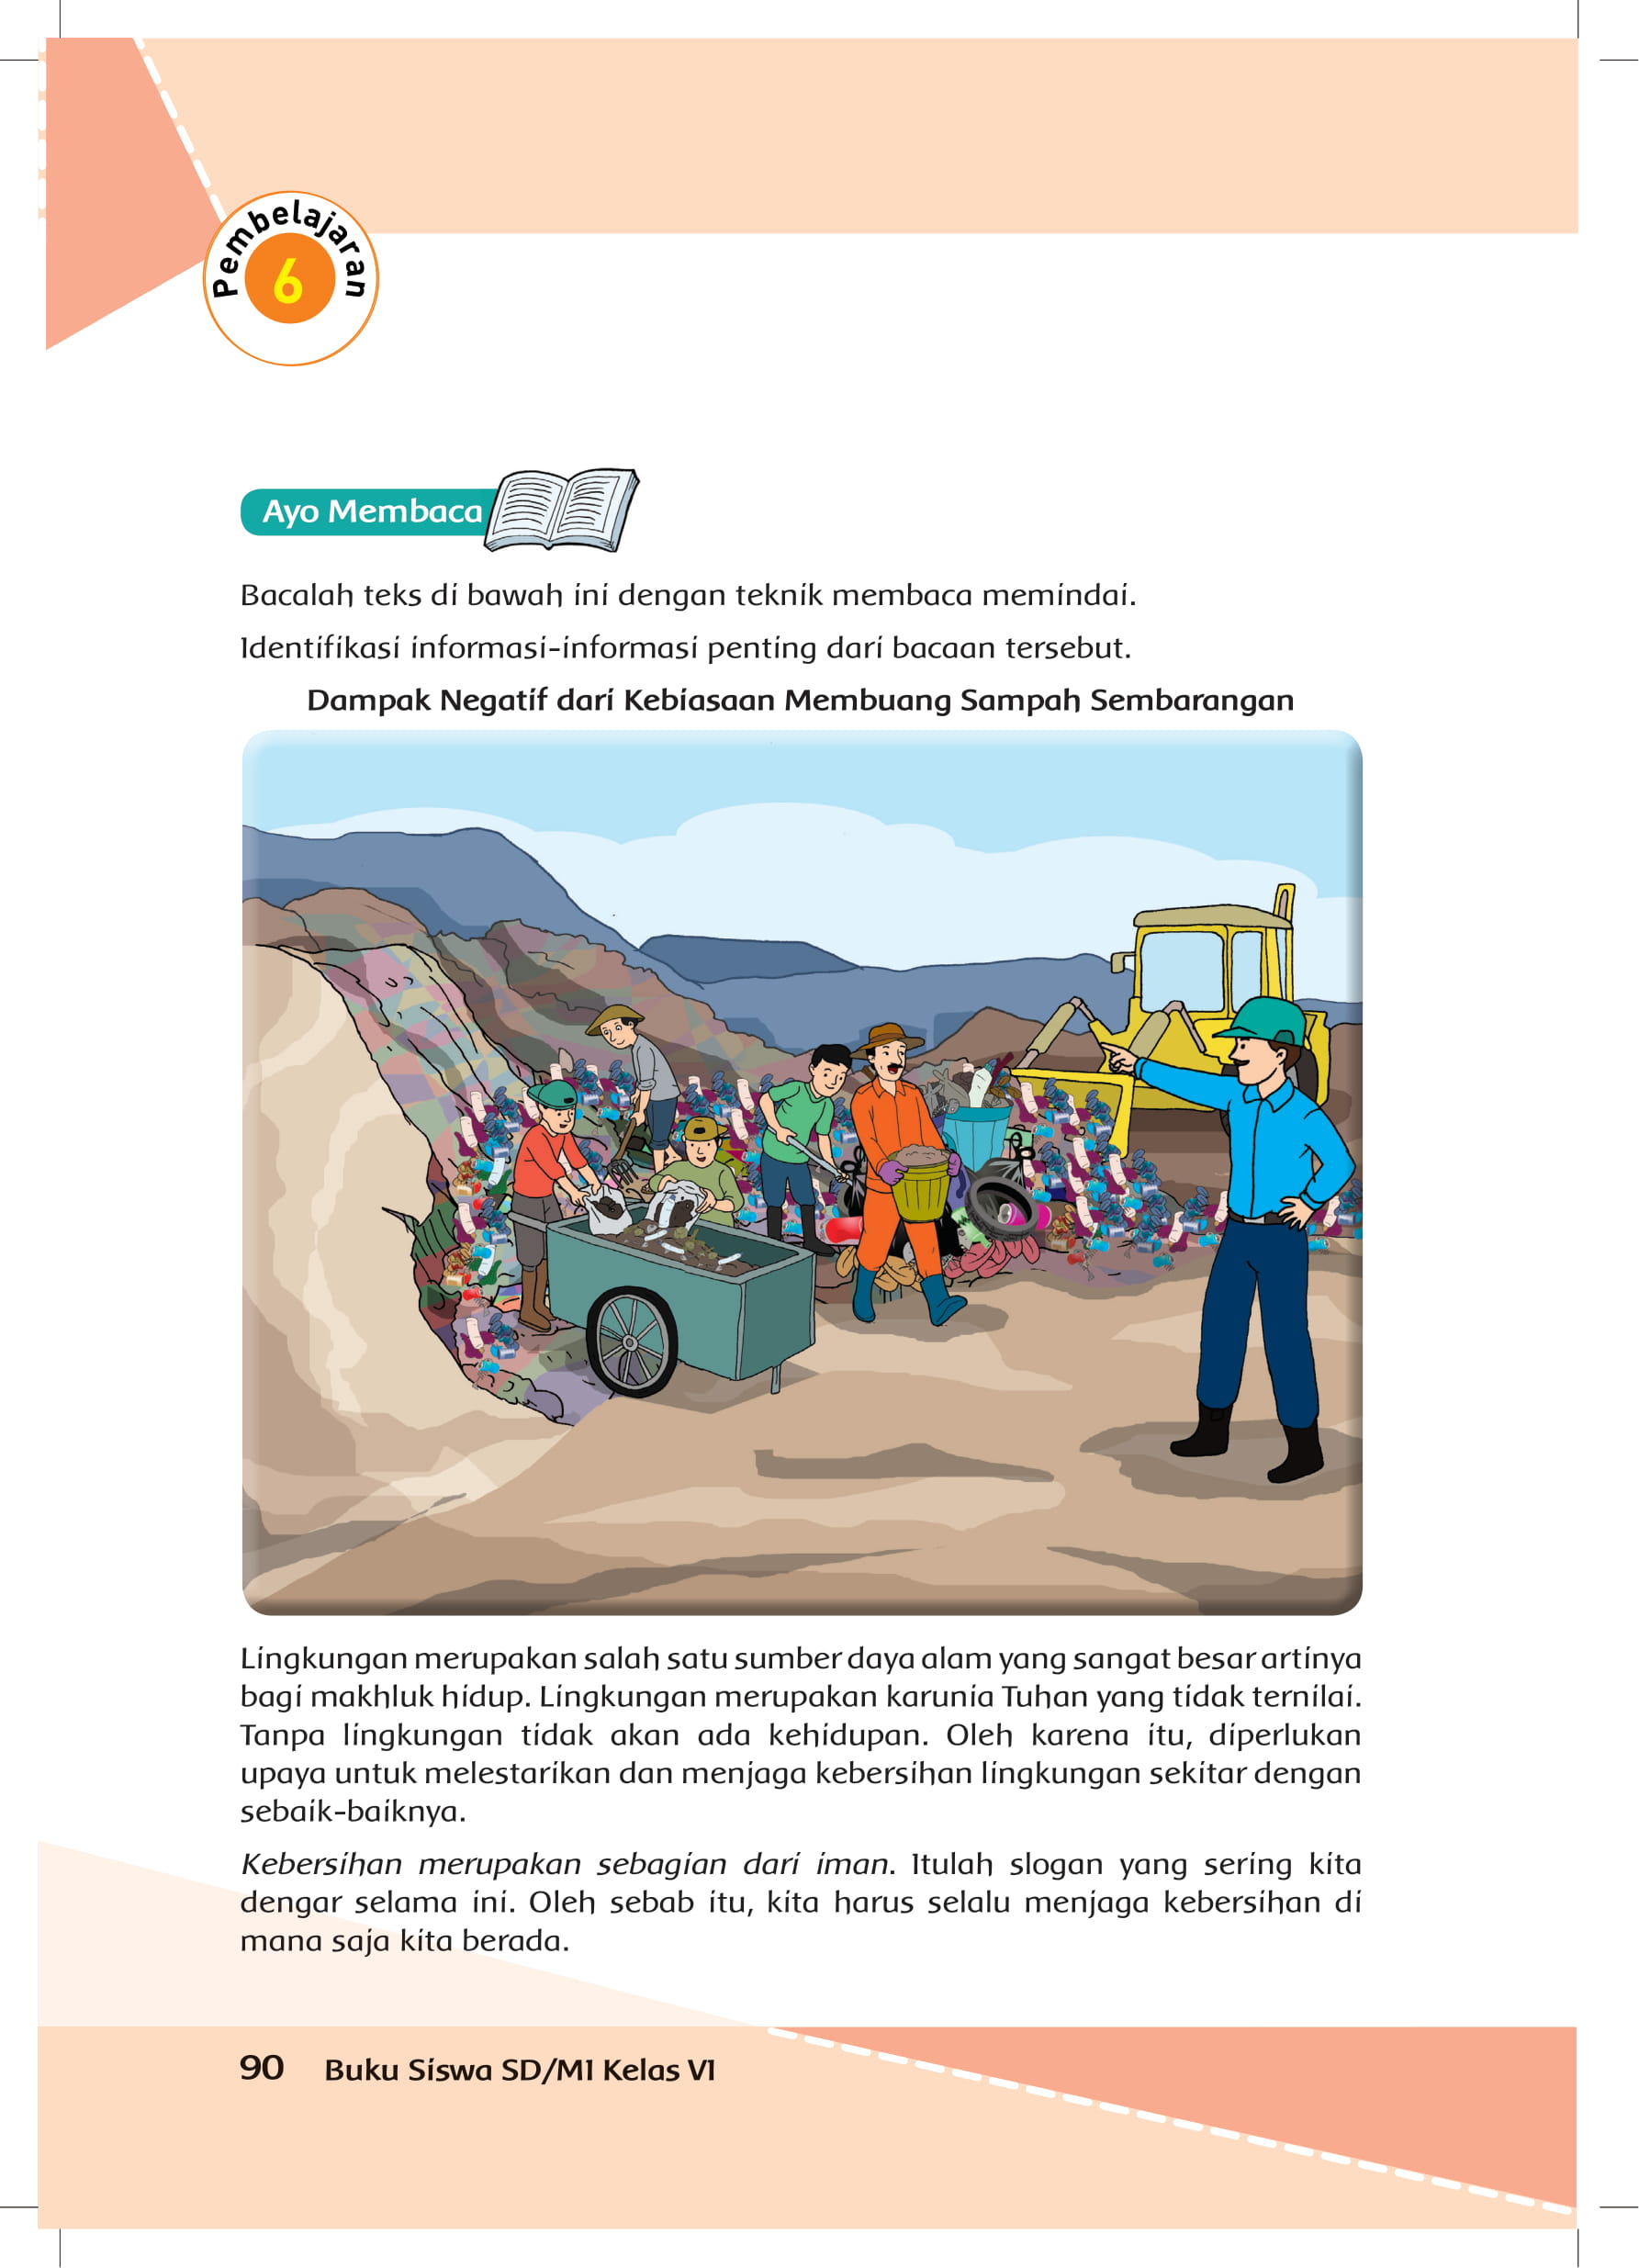 Pembelajaran
6
Ayo Membaca
Bacalah teks di bawah ini dengan teknik membaca memindai.
Identifikasi informasi-informasi penting dari bacaan tersebut.
Dampak Negatif dari Kebiasaan Membuang Sampah Sembarangan
Lingkungan merupakan salah satu sumber daya alam yang sangat besar artinya
bagi makhluk hidup. Lingkungan merupakan karunia Tuhan yang tidak ternilai.
Tanpa lingkungan tidak akan ada kehidupan. Oleh karena itu, diperlukan
upaya untuk melestarikan dan menjaga kebersihan lingkungan sekitar dengan
sebaik-baiknya.
Kebersihan merupakan sebagian dari iman. Itulah slogan yang sering kita
dengar selama ini. Oleh sebab itu, kita harus selalu menjaga kebersihan di
mana saja kita berada.
90 Buku Siswa SD/MI Kelas VI